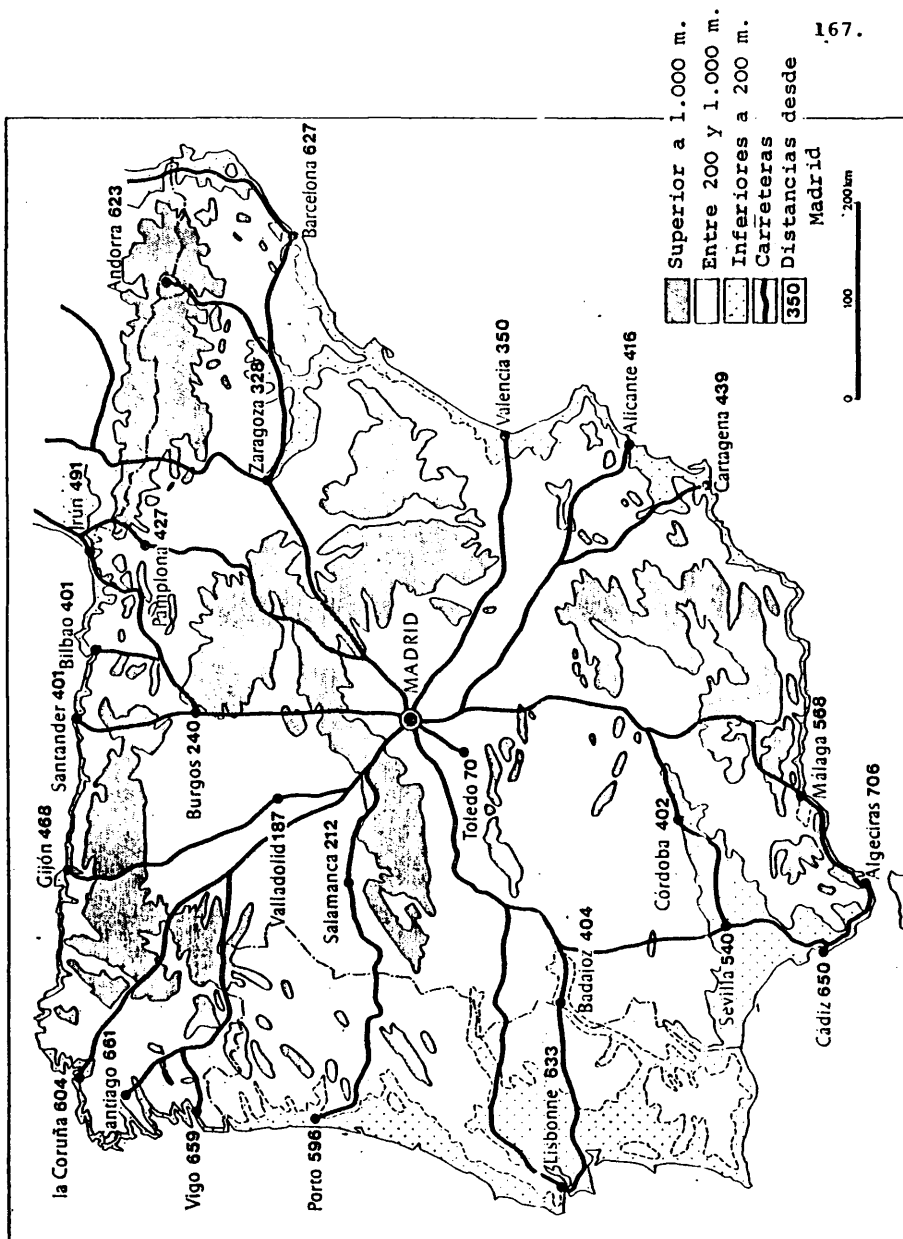 167.
la Coruña 604
antiago 661
Vigo 659
Porto 596
Lisbonne 633
Gijón 468
Santander 401
Bilbao 401
Irún 491
Pamplona 427
Burgos 240
Valladolid 187
Salamanca 212
Andorra 623
Zaragoza 328
Barcelona 627
MADRID
Toledo 70
Valencia 350
Alicante 416
Cartagena 439
Badajoz 404
Córdoba 402
Sevilla 540
Cádiz 650
Málaga 568
Algeciras 706
Superior a 1.000 m.
Entre 200 y 1.000 m.
Inferiores a 200 m.
Carreteras
350 Distancias desde
Madrid
0 100 200 km